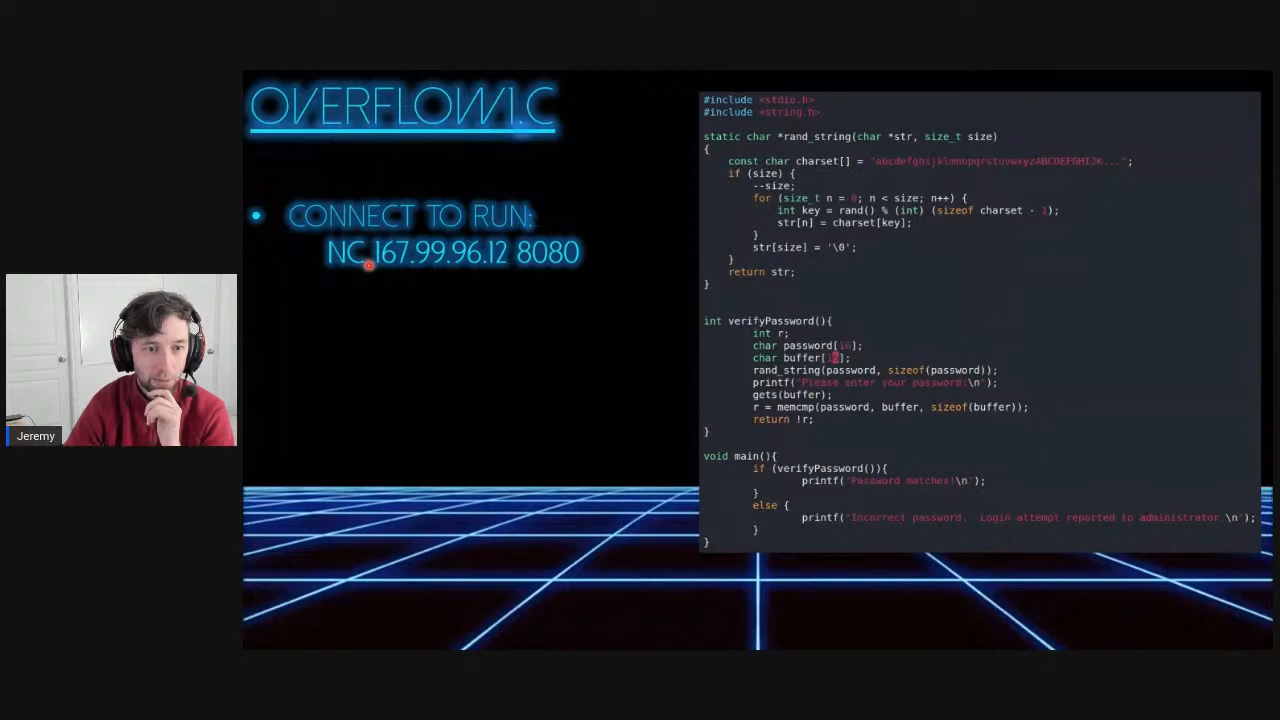 OVERFLOW1.C
• CONNECT TO RUN:
NC 167.99.96.12 8080
Jeremy
#include <stdio.h>
#include <string.h>
static char *rand_string(char *str, size_t size)
{
const char charset[] = "abcdefghijklmnopqrstuvwxyzABCDEFGHIJK...";
if (size) {
--size;
for (size_t n = 0; n < size; n++) {
int key = rand() % (int) (sizeof charset - 1);
str[n] = charset[key];
}
str[size] = '\0';
}
return str;
}
int verifyPassword(){
int r;
char password[16];
char buffer[16];
rand_string(password, sizeof(password));
printf("Please enter your password:\n");
gets(buffer);
r = memcmp(password, buffer, sizeof(buffer));
return !r;
}
void main(){
if (verifyPassword()){
printf("Password matches!\n");
}
else {
printf("Incorrect password. Login attempt reported to administrator.\n");
}
}